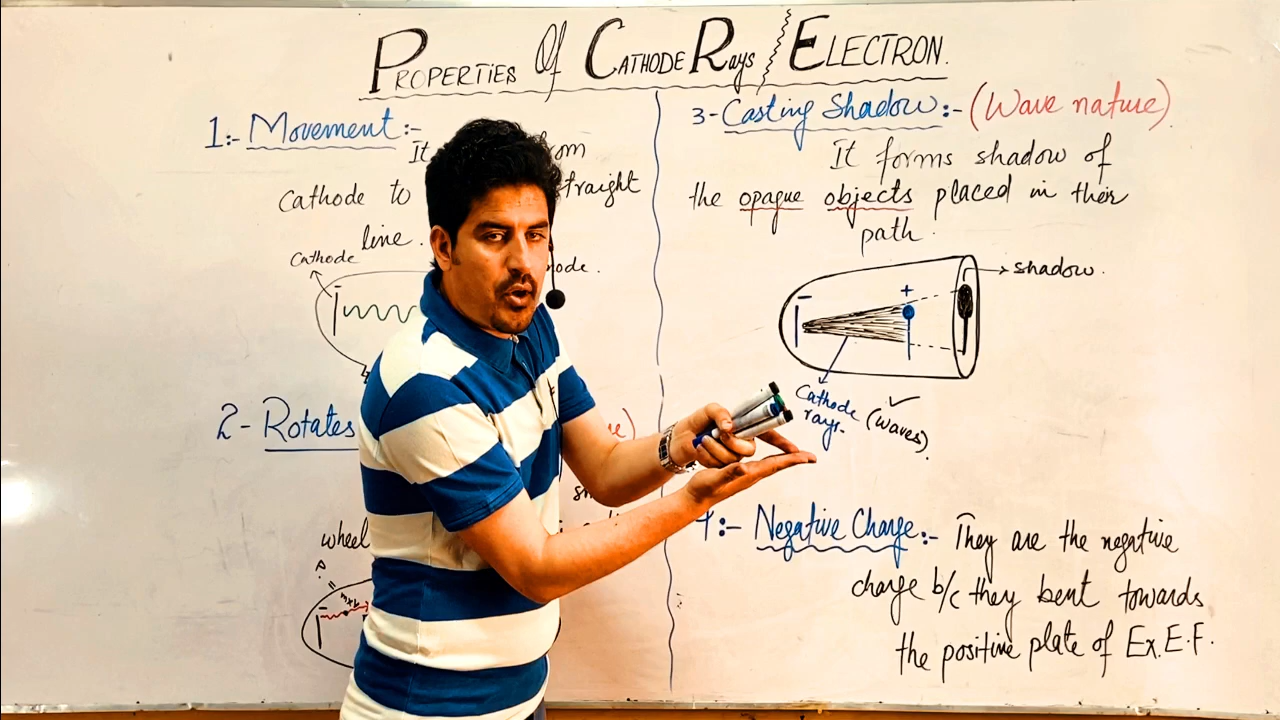 PROPERTIES Of CATHODE RAYS / ELECTRON.
1:- Movement:-
It from
Cathode to straight
line.
Cathode
node.
2- Rotates
wheel
3- Casting Shadow:- (Wave nature)
It forms shadow of
the opaque objects placed in their
path.
shadow.
- +
Cathode
rays.
(Waves).
4:- Negative Charge:- They are the negative
charge b/c they bent towards
the positive plate of Ex.E.F.